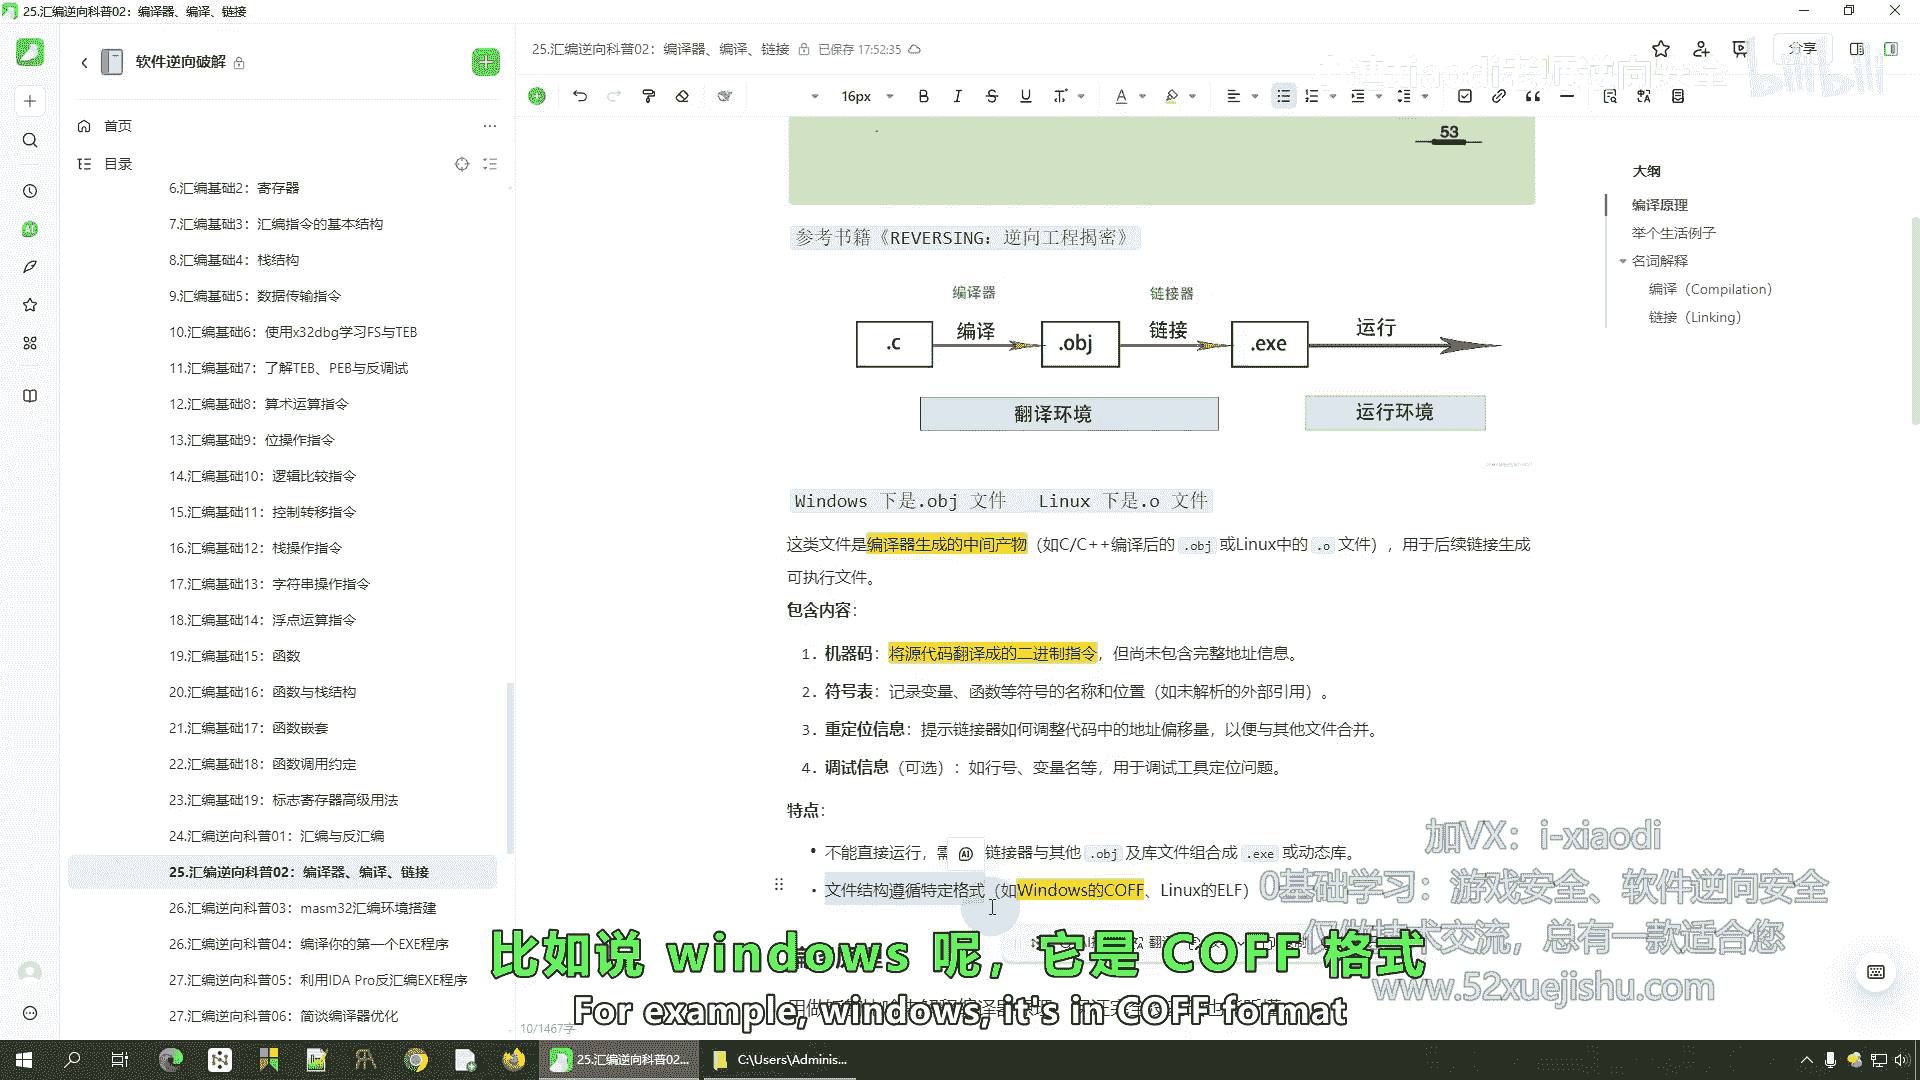 25.汇编逆向科普02：编译器、编译、链接
软件逆向破解
25.汇编逆向科普02：编译器、编译、链接
已保存 17:52:35
分享
bilibili
16px
首页
目录
6.汇编基础2：寄存器
7.汇编基础3：汇编指令的基本结构
8.汇编基础4：栈结构
9.汇编基础5：数据传输指令
10.汇编基础6：使用x32dbg学习FS与TEB
11.汇编基础7：了解TEB、PEB与反调试
12.汇编基础8：算术运算指令
13.汇编基础9：位操作指令
14.汇编基础10：逻辑比较指令
15.汇编基础11：控制转移指令
16.汇编基础12：栈操作指令
17.汇编基础13：字符串操作指令
18.汇编基础14：浮点运算指令
19.汇编基础15：函数
20.汇编基础16：函数与栈结构
21.汇编基础17：函数嵌套
22.汇编基础18：函数调用约定
23.汇编基础19：标志寄存器高级用法
24.汇编逆向科普01：汇编与反汇编
25.汇编逆向科普02：编译器、编译、链接
26.汇编逆向科普03：masm32汇编环境搭建
26.汇编逆向科普04：编译你的第一个EXE程序
27.汇编逆向科普05：利用IDA Pro反汇编EXE程序
27.汇编逆向科普06：简谈编译器优化
53
参考书籍《REVERSING：逆向工程揭密》
编译器
链接器
编译
链接
运行
.c
.obj
.exe
翻译环境
运行环境
Windows 下是.obj 文件 Linux 下是.o 文件
这类文件是编译器生成的中间产物（如C/C++编译后的 .obj 或Linux中的 .o 文件），用于后续链接生成
可执行文件。
包含内容：
1. 机器码：将源代码翻译成的二进制指令，但尚未包含完整地址信息。
2. 符号表：记录变量、函数等符号的名称和位置（如未解析的外部引用）。
3. 重定位信息：提示链接器如何调整代码中的地址偏移量，以便与其他文件合并。
4. 调试信息（可选）：如行号、变量名等，用于调试工具定位问题。
特点：
不能直接运行，需 链接器与其他 .obj 及库文件组合成 .exe 或动态库。
文件结构遵循特定格式（如Windows的COFF、Linux的ELF）
大纲
编译原理
举个生活例子
名词解释
编译（Compilation）
链接（Linking）
加VX：i-xiaodi
0基础学习：游戏安全、软件逆向安全
仅做技术交流，总有一款适合您
www.52xuejishu.com
比如说 windows 呢，它是 COFF 格式
For example, windows, it's in COFF format
10/1467字
25.汇编逆向科普02...
C:\Users\Adminis...